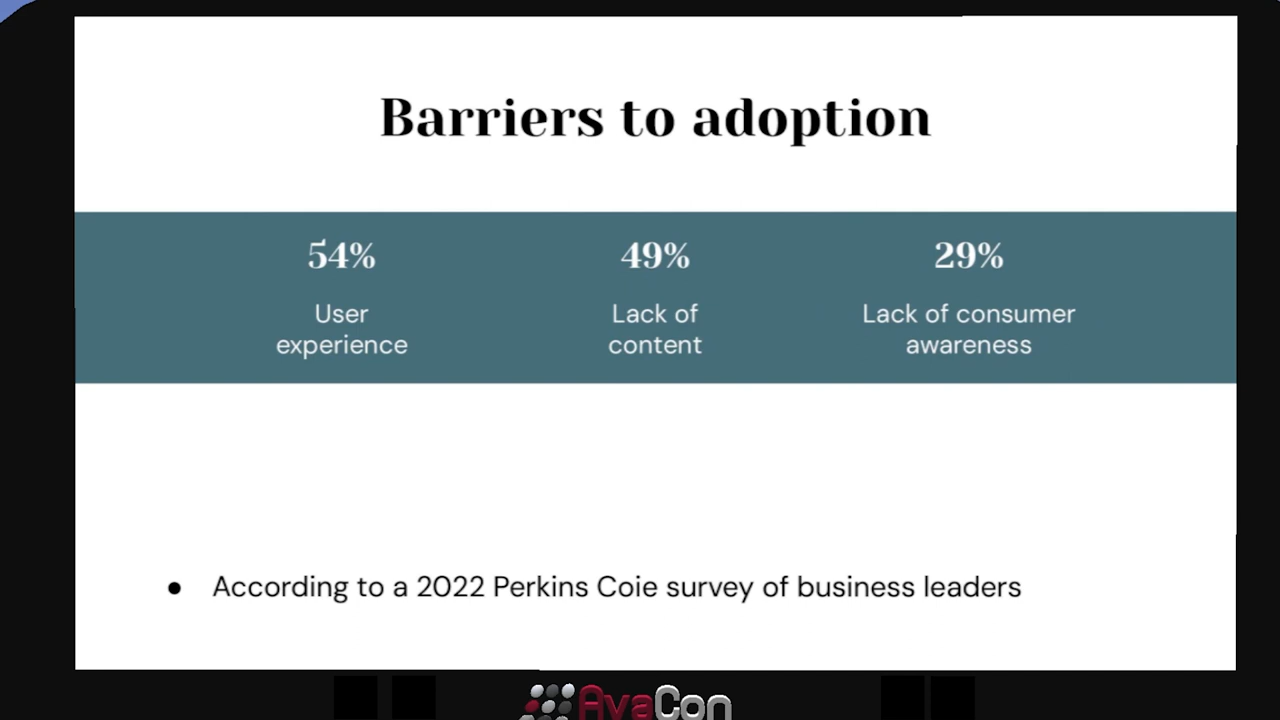 Barriers to adoption
54%
User
experience
49%
Lack of
content
29%
Lack of consumer
awareness
● According to a 2022 Perkins Coie survey of business leaders
AvaCon